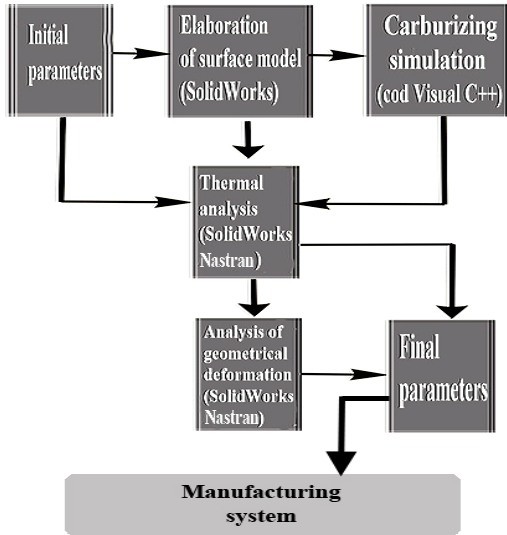 Initial
parameters
Elaboration
of surface model
(SolidWorks)
Carburizing
simulation
(cod Visual C++)
Thermal
analysis
(SolidWorks
Nastran)
Analysis of
geometrical
deformation
(SolidWorks
Nastran)
Final
parameters
Manufacturing
system